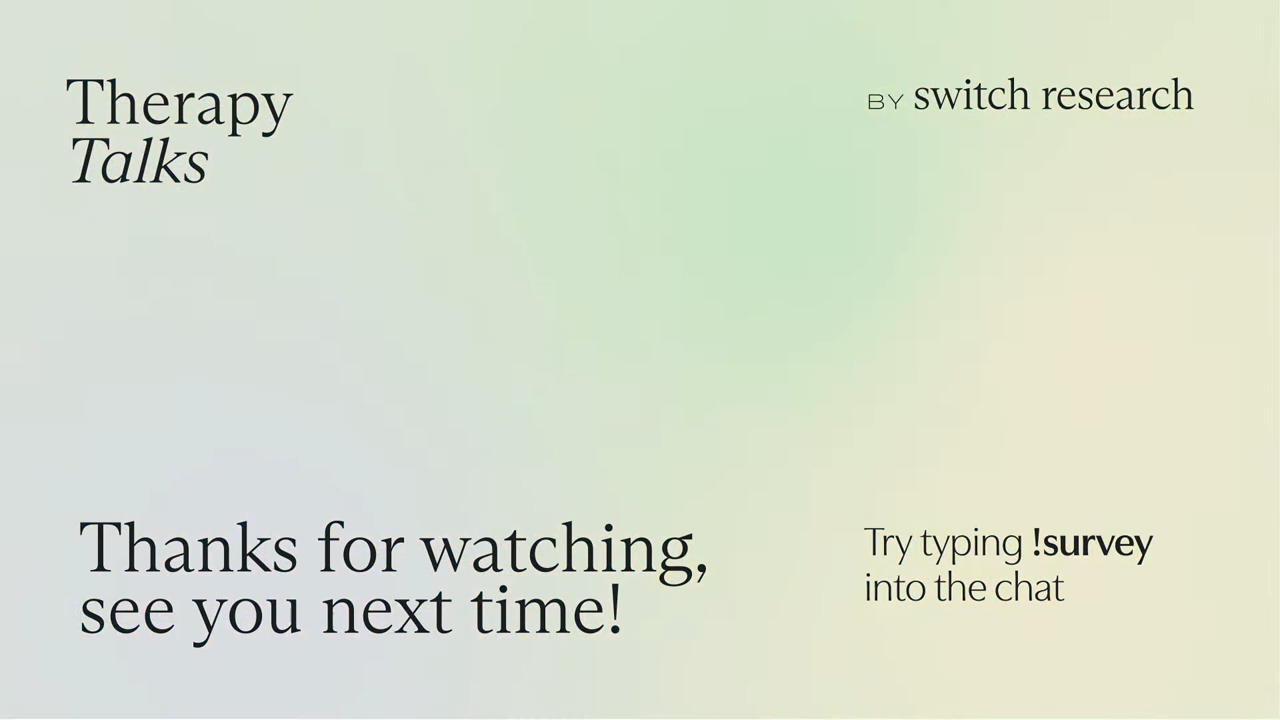 Therapy
Talks
BY switch research
Thanks for watching,
see you next time!
Try typing !survey
into the chat